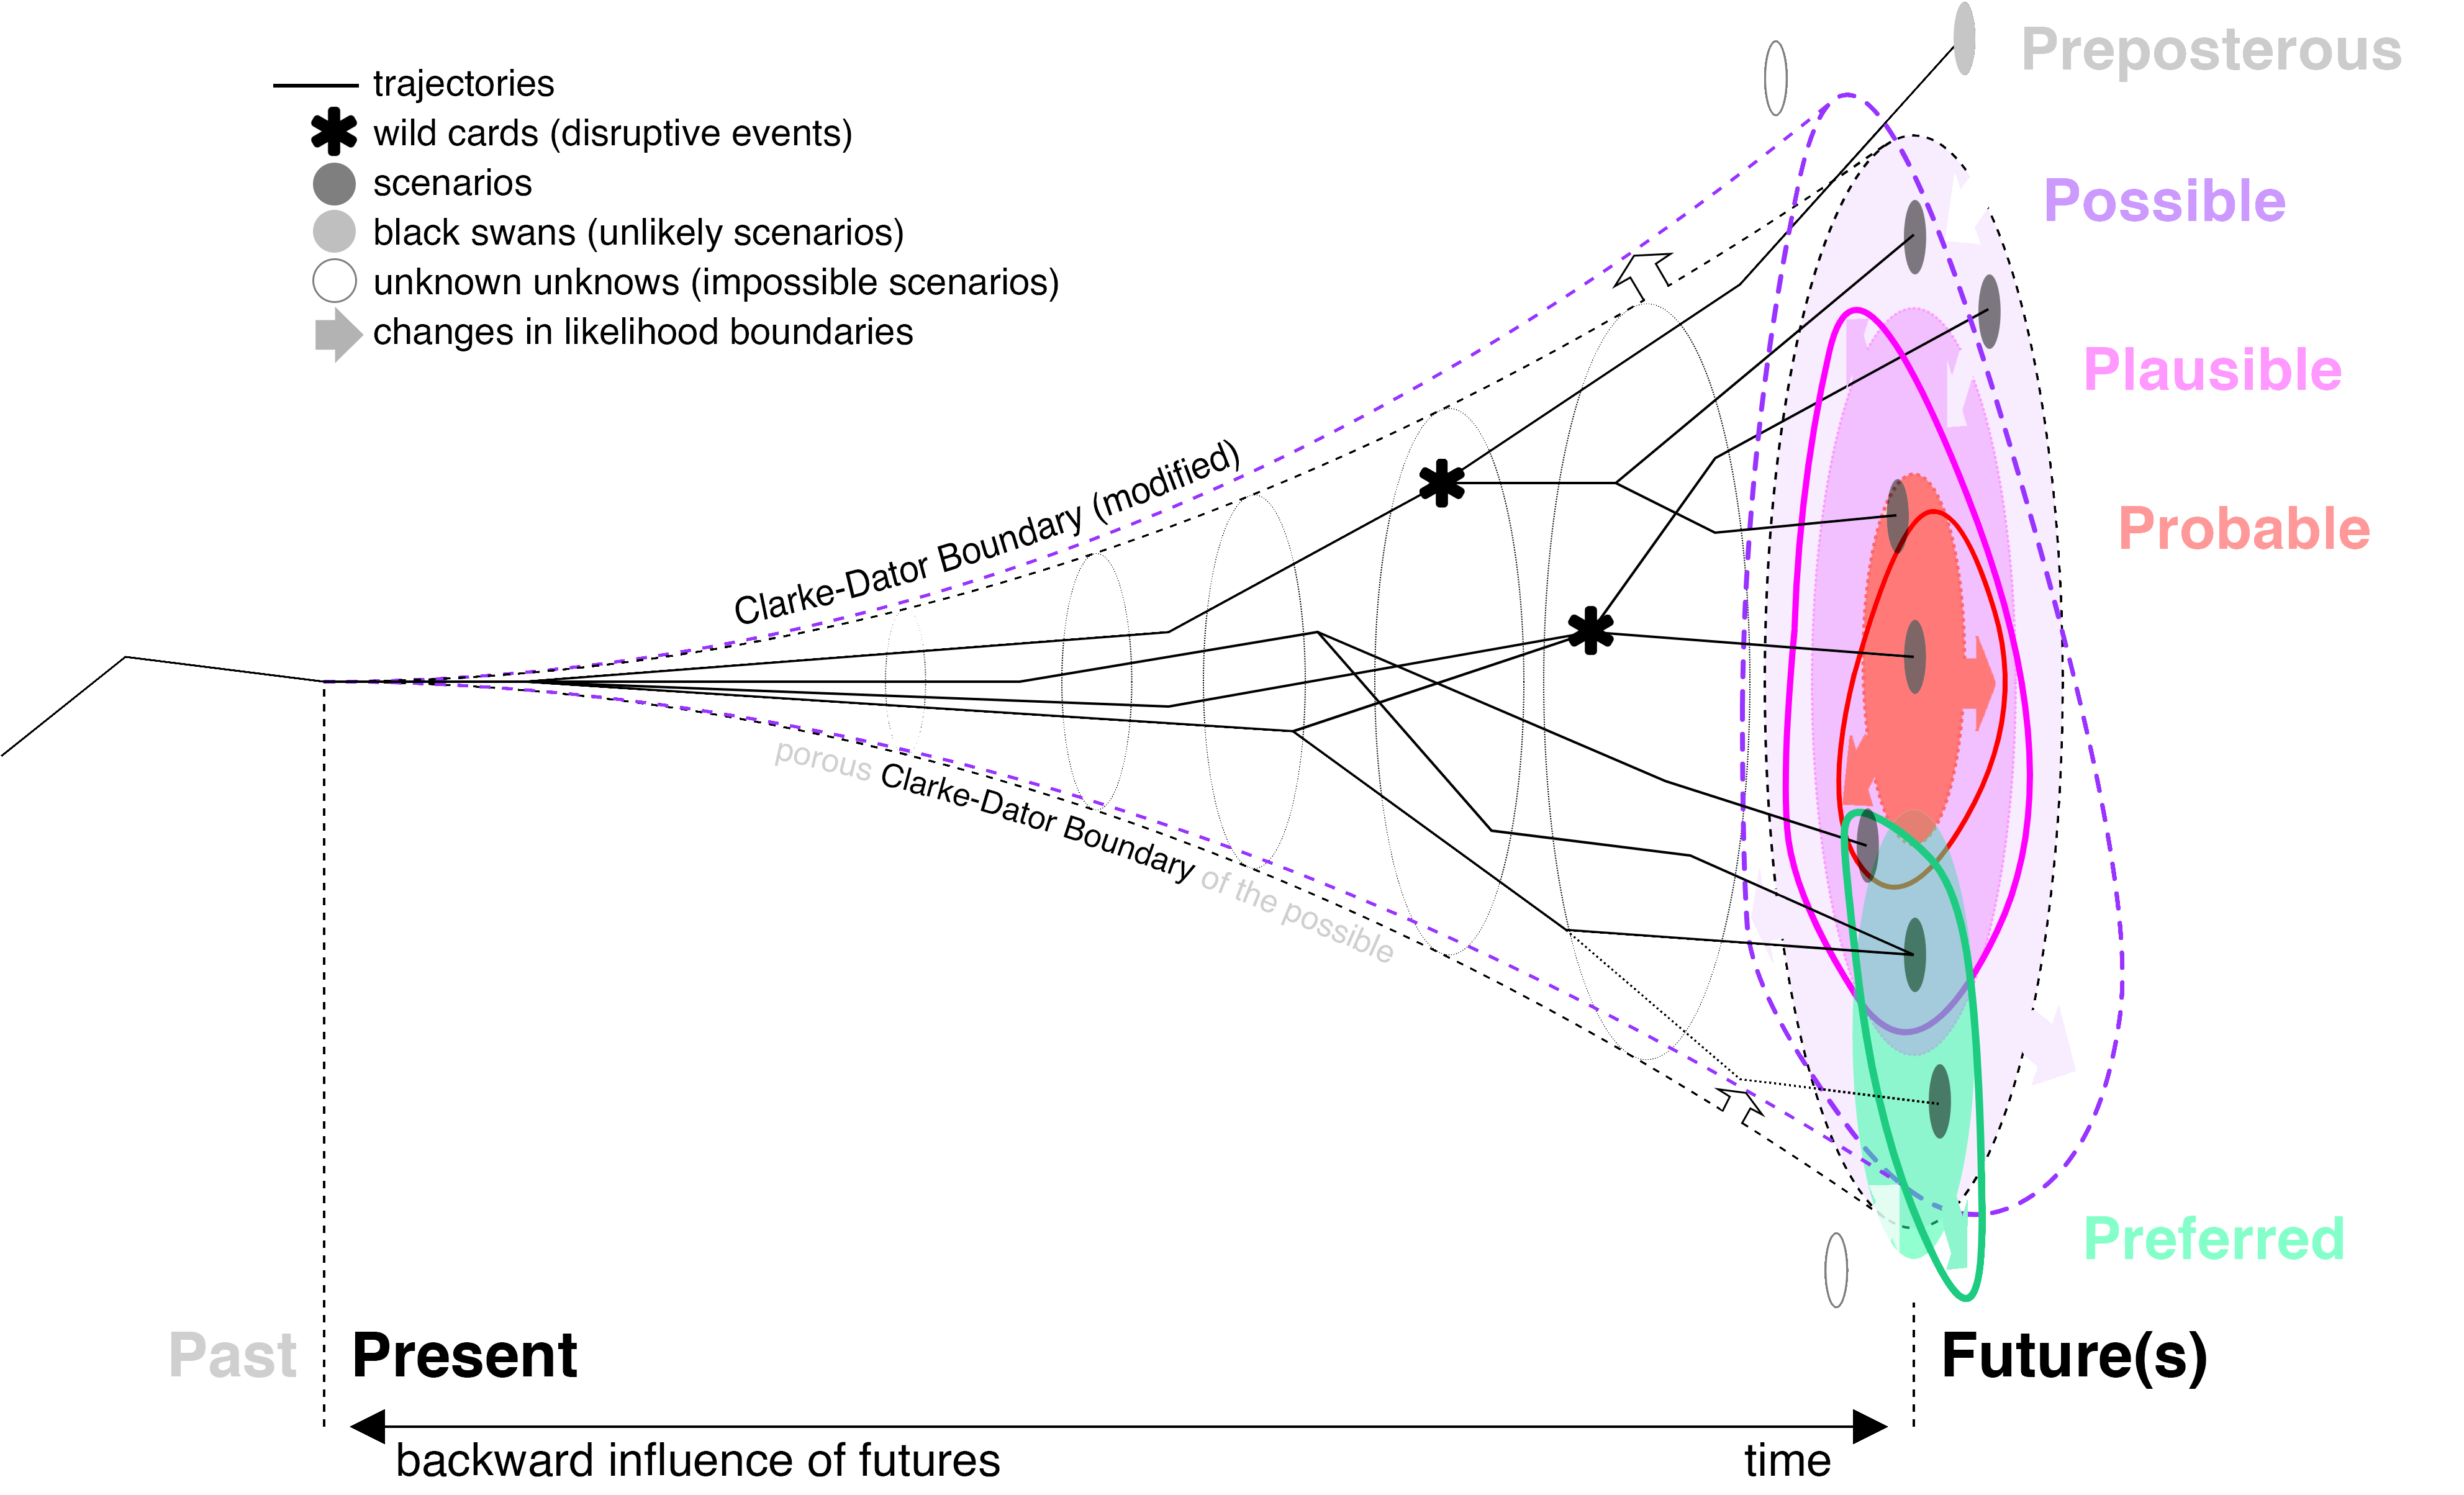 Preposterous
trajectories
wild cards (disruptive events)
scenarios
black swans (unlikely scenarios)
unknown unknows (impossible scenarios)
changes in likelihood boundaries
Possible
Plausible
Probable
Clarke-Dator Boundary (modified)
porous Clarke-Dator Boundary of the possible
Preferred
Past
Present
Future(s)
backward influence of futures
time